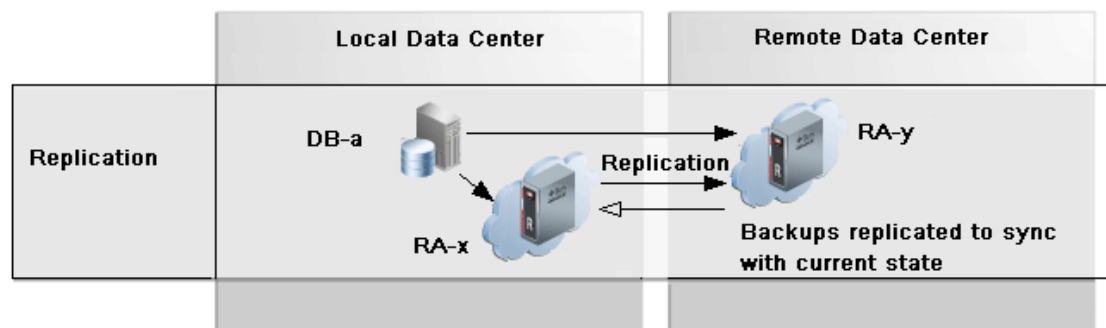 Local Data Center
Remote Data Center
Replication
DB-a
RA-y
Replication
RA-x
Backups replicated to sync
with current state